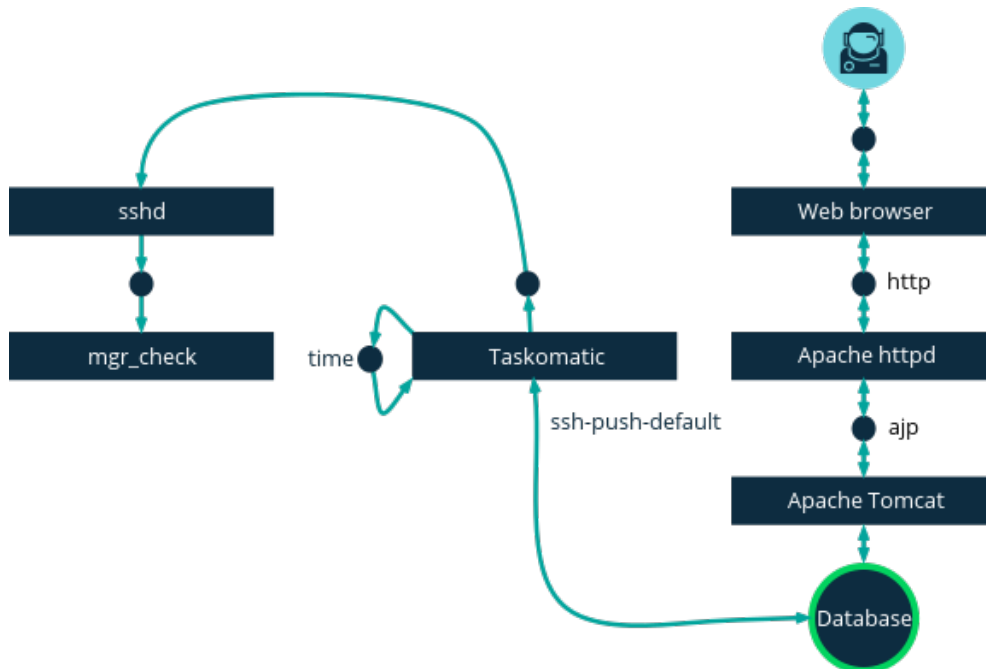 sshd
Web browser
http
mgr_check
time
Taskomatic
Apache httpd
ssh-push-default
ajp
Apache Tomcat
Database